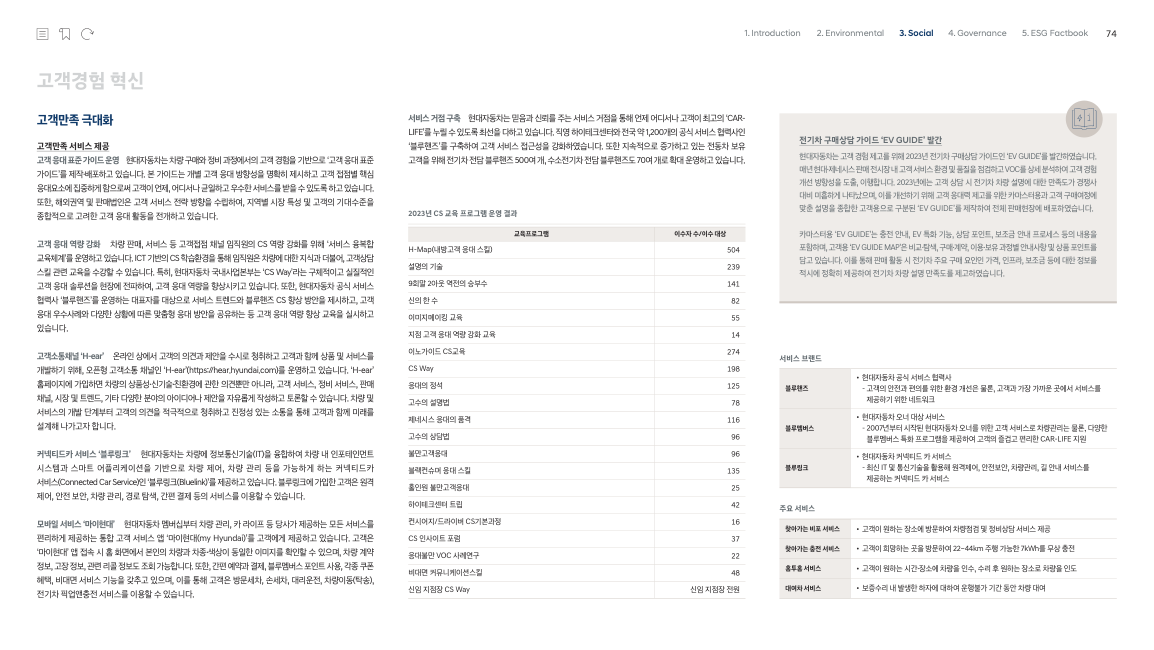 1. Introduction 2. Environmental 3. Social 4. Governance 5. ESG Factbook 74
고객경험 혁신
고객만족 극대화
고객만족 서비스 제공
고객 응대 표준 가이드 운영 현대자동차는 차량 구매와 정비 과정에서의 고객 경험을 기반으로 '고객 응대 표준
가이드'를 제작·배포하고 있습니다. 본 가이드는 개별 고객 응대 방향성을 명확히 제시하고 고객 접점별 핵심
응대요소에 집중하게 함으로써 고객이 언제, 어디서나 균일하고 우수한 서비스를 받을 수 있도록 하고 있습니다.
또한, 해외권역 및 판매법인은 고객 서비스 전략 방향을 수립하여, 지역별 시장 특성 및 고객의 기대수준을
종합적으로 고려한 고객 응대 활동을 전개하고 있습니다.
고객 응대 역량 강화 차량 판매, 서비스 등 고객접점 채널 임직원의 CS 역량 강화를 위해 '서비스 융복합
교육체계'를 운영하고 있습니다. ICT 기반의 CS 학습환경을 통해 임직원은 차량에 대한 지식과 더불어, 고객상담
스킬 관련 교육을 수강할 수 있습니다. 특히, 현대자동차 국내사업본부는 'CS Way'라는 구체적이고 실질적인
고객 응대 솔루션을 현장에 전파하여, 고객 응대 역량을 향상시키고 있습니다. 또한, 현대자동차 공식 서비스
협력사 '블루핸즈'를 운영하는 대표자를 대상으로 서비스 트렌드와 블루핸즈 CS 향상 방안을 제시하고, 고객
응대 우수사례와 다양한 상황에 따른 맞춤형 응대 방안을 공유하는 등 고객 응대 역량 향상 교육을 실시하고
있습니다.
고객소통채널 'H-ear' 온라인 상에서 고객의 의견과 제안을 수시로 청취하고 고객과 함께 상품 및 서비스를
개발하기 위해, 오픈형 고객소통 채널인 'H-ear'(https://hear.hyundai.com)를 운영하고 있습니다. 'H-ear'
홈페이지에 가입하면 차량의 상품성·신기술·친환경에 관한 의견뿐만 아니라, 고객 서비스, 정비 서비스, 판매
채널, 시장 및 트렌드, 기타 다양한 분야의 아이디어나 제안을 자유롭게 작성하고 토론할 수 있습니다. 차량 및
서비스의 개발 단계부터 고객의 의견을 적극적으로 청취하고 진정성 있는 소통을 통해 고객과 함께 미래를
설계해 나가고자 합니다.
커넥티드카 서비스 '블루링크' 현대자동차는 차량에 정보통신기술(IT)을 융합하여 차량 내 인포테인먼트
시스템과 스마트 어플리케이션을 기반으로 차량 제어, 차량 관리 등을 가능하게 하는 커넥티드카
서비스(Connected Car Service)인 '블루링크(Bluelink)'를 제공하고 있습니다. 블루링크에 가입한 고객은 원격
제어, 안전 보안, 차량 관리, 경로 탐색, 간편 결제 등의 서비스를 이용할 수 있습니다.
모바일 서비스 '마이현대' 현대자동차 멤버십부터 차량 관리, 카 라이프 등 당사가 제공하는 모든 서비스를
편리하게 제공하는 통합 고객 서비스 앱 '마이현대(my Hyundai)'를 고객에게 제공하고 있습니다. 고객은
'마이현대' 앱 접속 시 홈 화면에서 본인의 차량과 차종·색상이 동일한 이미지를 확인할 수 있으며, 차량 계약
정보, 고장 정보, 관련 리콜 정보도 조회 가능합니다. 또한, 간편 예약과 결제, 블루멤버스 포인트 사용, 각종 쿠폰
혜택, 비대면 서비스 기능을 갖추고 있으며, 이를 통해 고객은 방문세차, 손세차, 대리운전, 차량이동(탁송),
전기차 픽업앤충전 서비스를 이용할 수 있습니다.
서비스 거점 구축 현대자동차는 믿음과 신뢰를 주는 서비스 거점을 통해 언제 어디서나 고객이 최고의 'CAR-
LIFE'를 누릴 수 있도록 최선을 다하고 있습니다. 직영 하이테크센터와 전국 약 1,200개의 공식 서비스 협력사인
'블루핸즈'를 구축하여 고객 서비스 접근성을 강화하였습니다. 또한 지속적으로 증가하고 있는 전동차 보유
고객을 위해 전기차 전담 블루핸즈 500여 개, 수소전기차 전담 블루핸즈도 70여 개로 확대 운영하고 있습니다.
2023년 CS 교육 프로그램 운영 결과
교육프로그램 이수자 수/이수 대상
H-Map(내방고객 응대 스킬) 504
설명의 기술 239
9회말 2아웃 역전의 승부수 141
신의 한 수 82
이미지메이킹 교육 55
지점 고객 응대 역량 강화 교육 14
이노가이드 CS교육 274
CS Way 198
응대의 정석 125
고수의 설명법 78
제네시스 응대의 품격 116
고수의 상담법 96
불만고객응대 96
블랙컨슈머 응대 스킬 135
홀인원 불만고객응대 25
하이테크센터 트립 42
컨시어지/드라이버 CS기본과정 16
CS 인사이트 포럼 37
응대불만 VOC 사례연구 22
비대면 커뮤니케이션스킬 48
신임 지점장 CS Way 신임 지점장 전원
전기차 구매상담 가이드 'EV GUIDE' 발간
현대자동차는 고객 경험 제고를 위해 2023년 전기차 구매상담 가이드인 'EV GUIDE'를 발간하였습니다.
매년 현대·제네시스 판매 전시장 내 고객 서비스 환경 및 품질을 점검하고 VOC를 상세 분석하여 고객 경험
개선 방향성을 도출, 이행합니다. 2023년에는 고객 상담 시 전기차 차량 설명에 대한 만족도가 경쟁사
대비 미흡하게 나타났으며, 이를 개선하기 위해 고객 응대력 제고를 위한 카마스터용과 고객 구매여정에
맞춘 설명을 종합한 고객용으로 구분된 'EV GUIDE'를 제작하여 전체 판매현장에 배포하였습니다.
카마스터용 'EV GUIDE'는 충전 안내, EV 특화 기능, 상담 포인트, 보조금 안내 프로세스 등의 내용을
포함하며, 고객용 'EV GUIDE MAP'은 비교·탐색, 구매·계약, 이용·보유 과정별 안내사항 및 상품 포인트를
담고 있습니다. 이를 통해 판매 활동 시 전기차 주요 구매 요인인 가격, 인프라, 보조금 등에 대한 정보를
적시에 정확히 제공하여 전기차 차량 설명 만족도를 제고하였습니다.
서비스 브랜드
블루핸즈
• 현대자동차 공식 서비스 협력사
- 고객의 안전과 편의를 위한 환경 개선은 물론, 고객과 가장 가까운 곳에서 서비스를
제공하기 위한 네트워크
블루멤버스
• 현대자동차 오너 대상 서비스
- 2007년부터 시작된 현대자동차 오너를 위한 고객 서비스로 차량관리는 물론, 다양한
블루멤버스 특화 프로그램을 제공하여 고객의 즐겁고 편리한 CAR-LIFE 지원
블루링크
• 현대자동차 커넥티드 카 서비스
- 최신 IT 및 통신기술을 활용해 원격제어, 안전보안, 차량관리, 길 안내 서비스를
제공하는 커넥티드 카 서비스
주요 서비스
찾아가는 비포 서비스 • 고객이 원하는 장소에 방문하여 차량점검 및 정비상담 서비스 제공
찾아가는 충전 서비스 • 고객이 희망하는 곳을 방문하여 22~44km 주행 가능한 7kWh를 무상 충전
홈투홈 서비스 • 고객이 원하는 시간·장소에 차량을 인수, 수리 후 원하는 장소로 차량을 인도
대여차 서비스 • 보증수리 내 발생한 하자에 대하여 운행불가 기간 동안 차량 대여